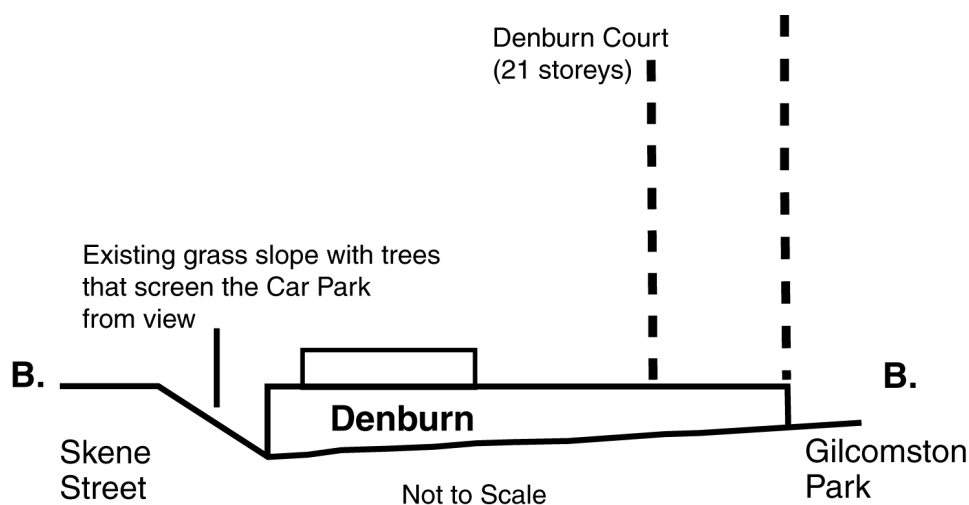 Denburn Court
(21 storeys)
Existing grass slope with trees
that screen the Car Park
from view
B.
B.
Denburn
Skene
Street
Gilcomston
Park
Not to Scale